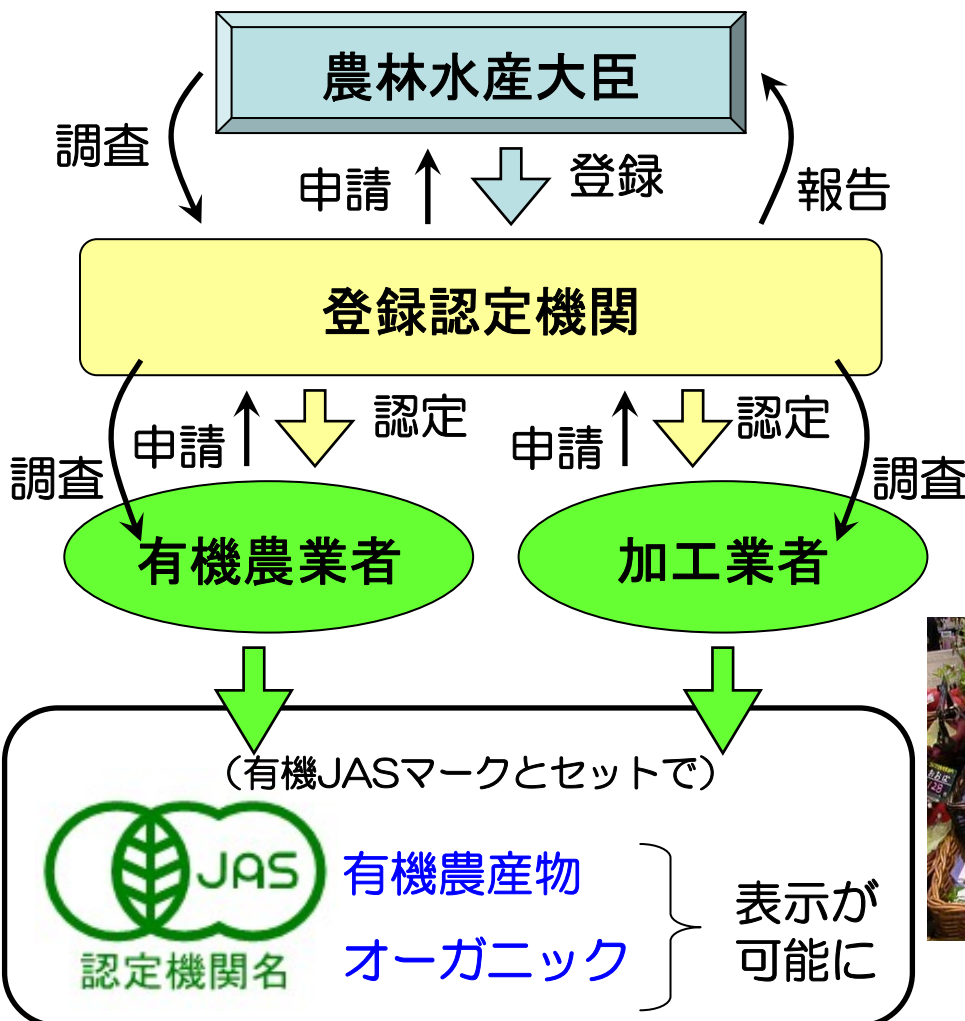 農林水産大臣
調査
申請
登録
報告
登録認定機関
調査
申請
認定
申請
認定
調査
有機農業者
加工業者
（有機JASマークとセットで）
JAS
認定機関名
有機農産物
オーガニック
表示が
可能に